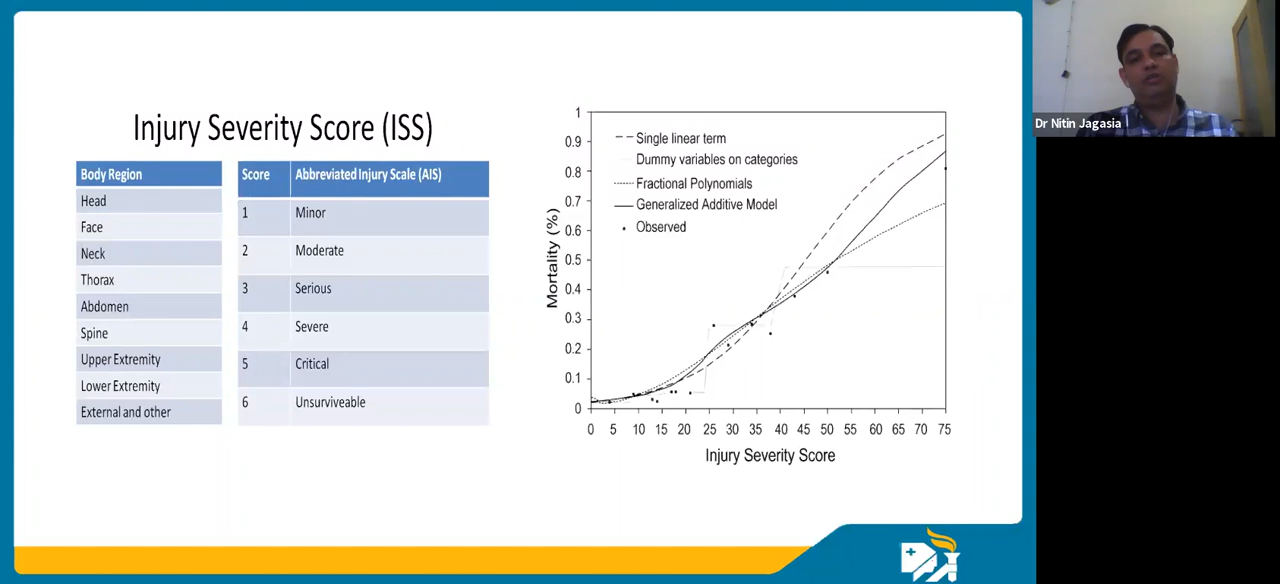 Injury Severity Score (ISS)
Body Region
Head
Face
Neck
Thorax
Abdomen
Spine
Upper Extremity
Lower Extremity
External and other
Score Abbreviated Injury Scale (AIS)
1 Minor
2 Moderate
3 Serious
4 Severe
5 Critical
6 Unsurviveable
Mortality (%)
1
0.9
0.8
0.7
0.6
0.5
0.4
0.3
0.2
0.1
0
Single linear term
Dummy variables on categories
Fractional Polynomials
Generalized Additive Model
Observed
0 5 10 15 20 25 30 35 40 45 50 55 60 65 70 75
Injury Severity Score
Dr Nitin Jagasia